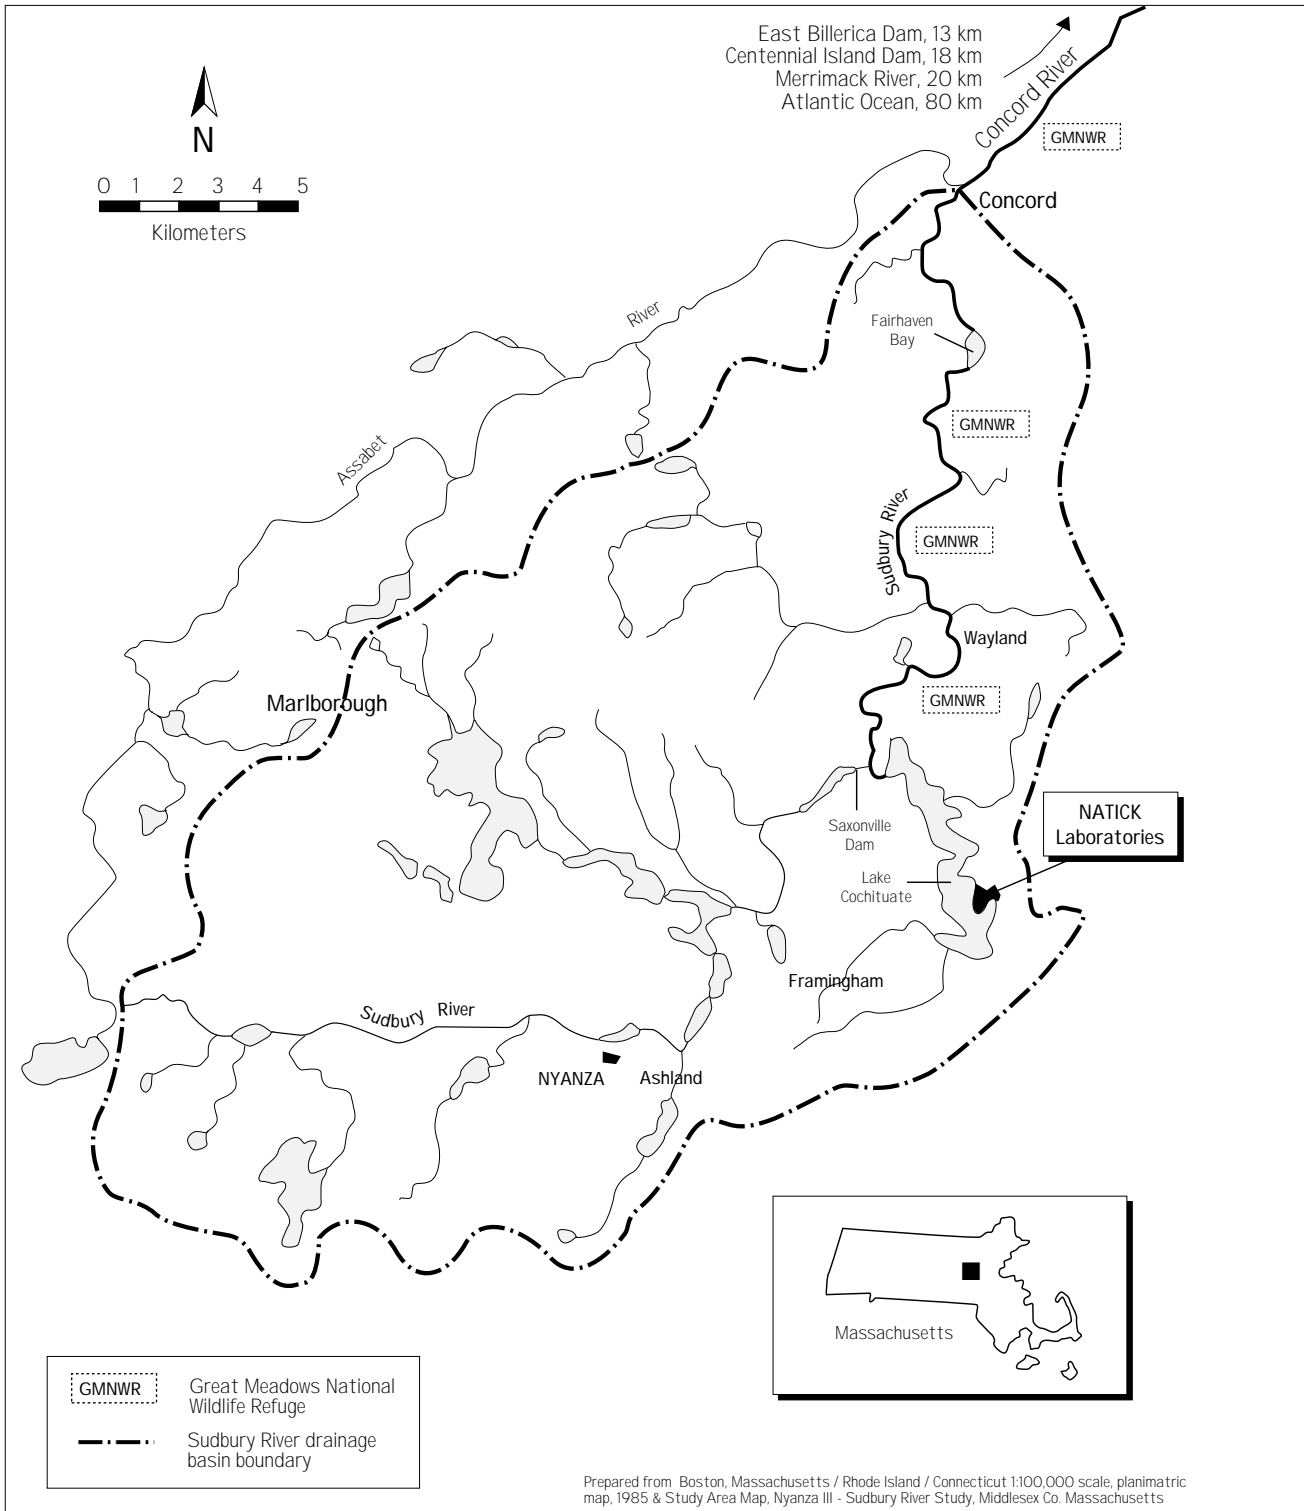 East Billerica Dam, 13 km
Centennial Island Dam, 18 km
Merrimack River, 20 km
Atlantic Ocean, 80 km
Concord River
GMNWR
N
0 1 2 3 4 5
Kilometers
Concord
Fairhaven
Bay
River
GMNWR
Assabet
Sudbury River
GMNWR
Wayland
Marlborough
GMNWR
NATICK
Laboratories
Saxonville
Dam
Lake
Cochituate
Framingham
Sudbury River
NYANZA
Ashland
Massachusetts
GMNWR
Great Meadows National
Wildlife Refuge
Sudbury River drainage
basin boundary
Prepared from Boston, Massachusetts / Rhode Island / Connecticut 1:100,000 scale, planimatric
map, 1985 & Study Area Map, Nyanza III - Sudbury River Study, Middlesex Co. Massachusetts